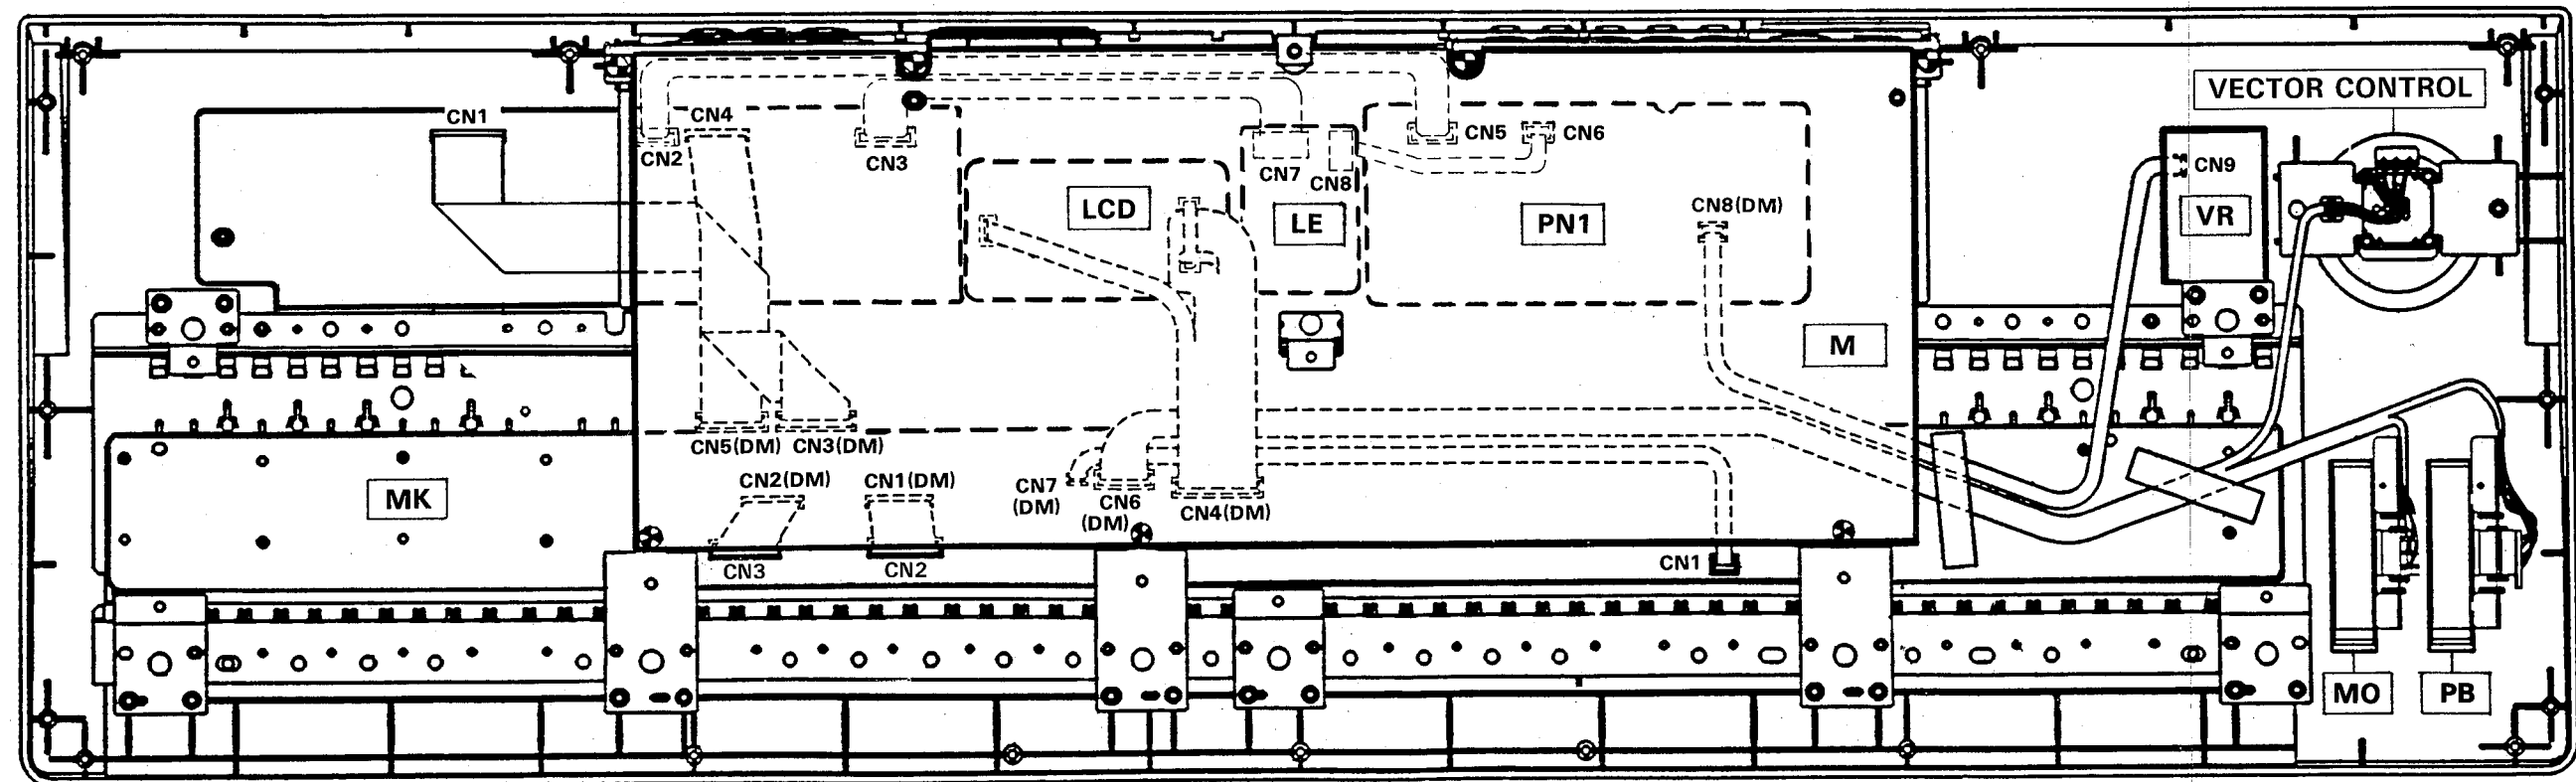 VECTOR CONTROL
CN1
CN4
CN2
CN3
CN7
CN8
CN5
CN6
CN9
LCD
LE
PN1
CN8(DM)
VR
M
CN5(DM)
CN3(DM)
CN2(DM)
CN1(DM)
CN7
(DM)
CN6
(DM)
CN4(DM)
MK
CN3
CN2
CN1
MO
PB